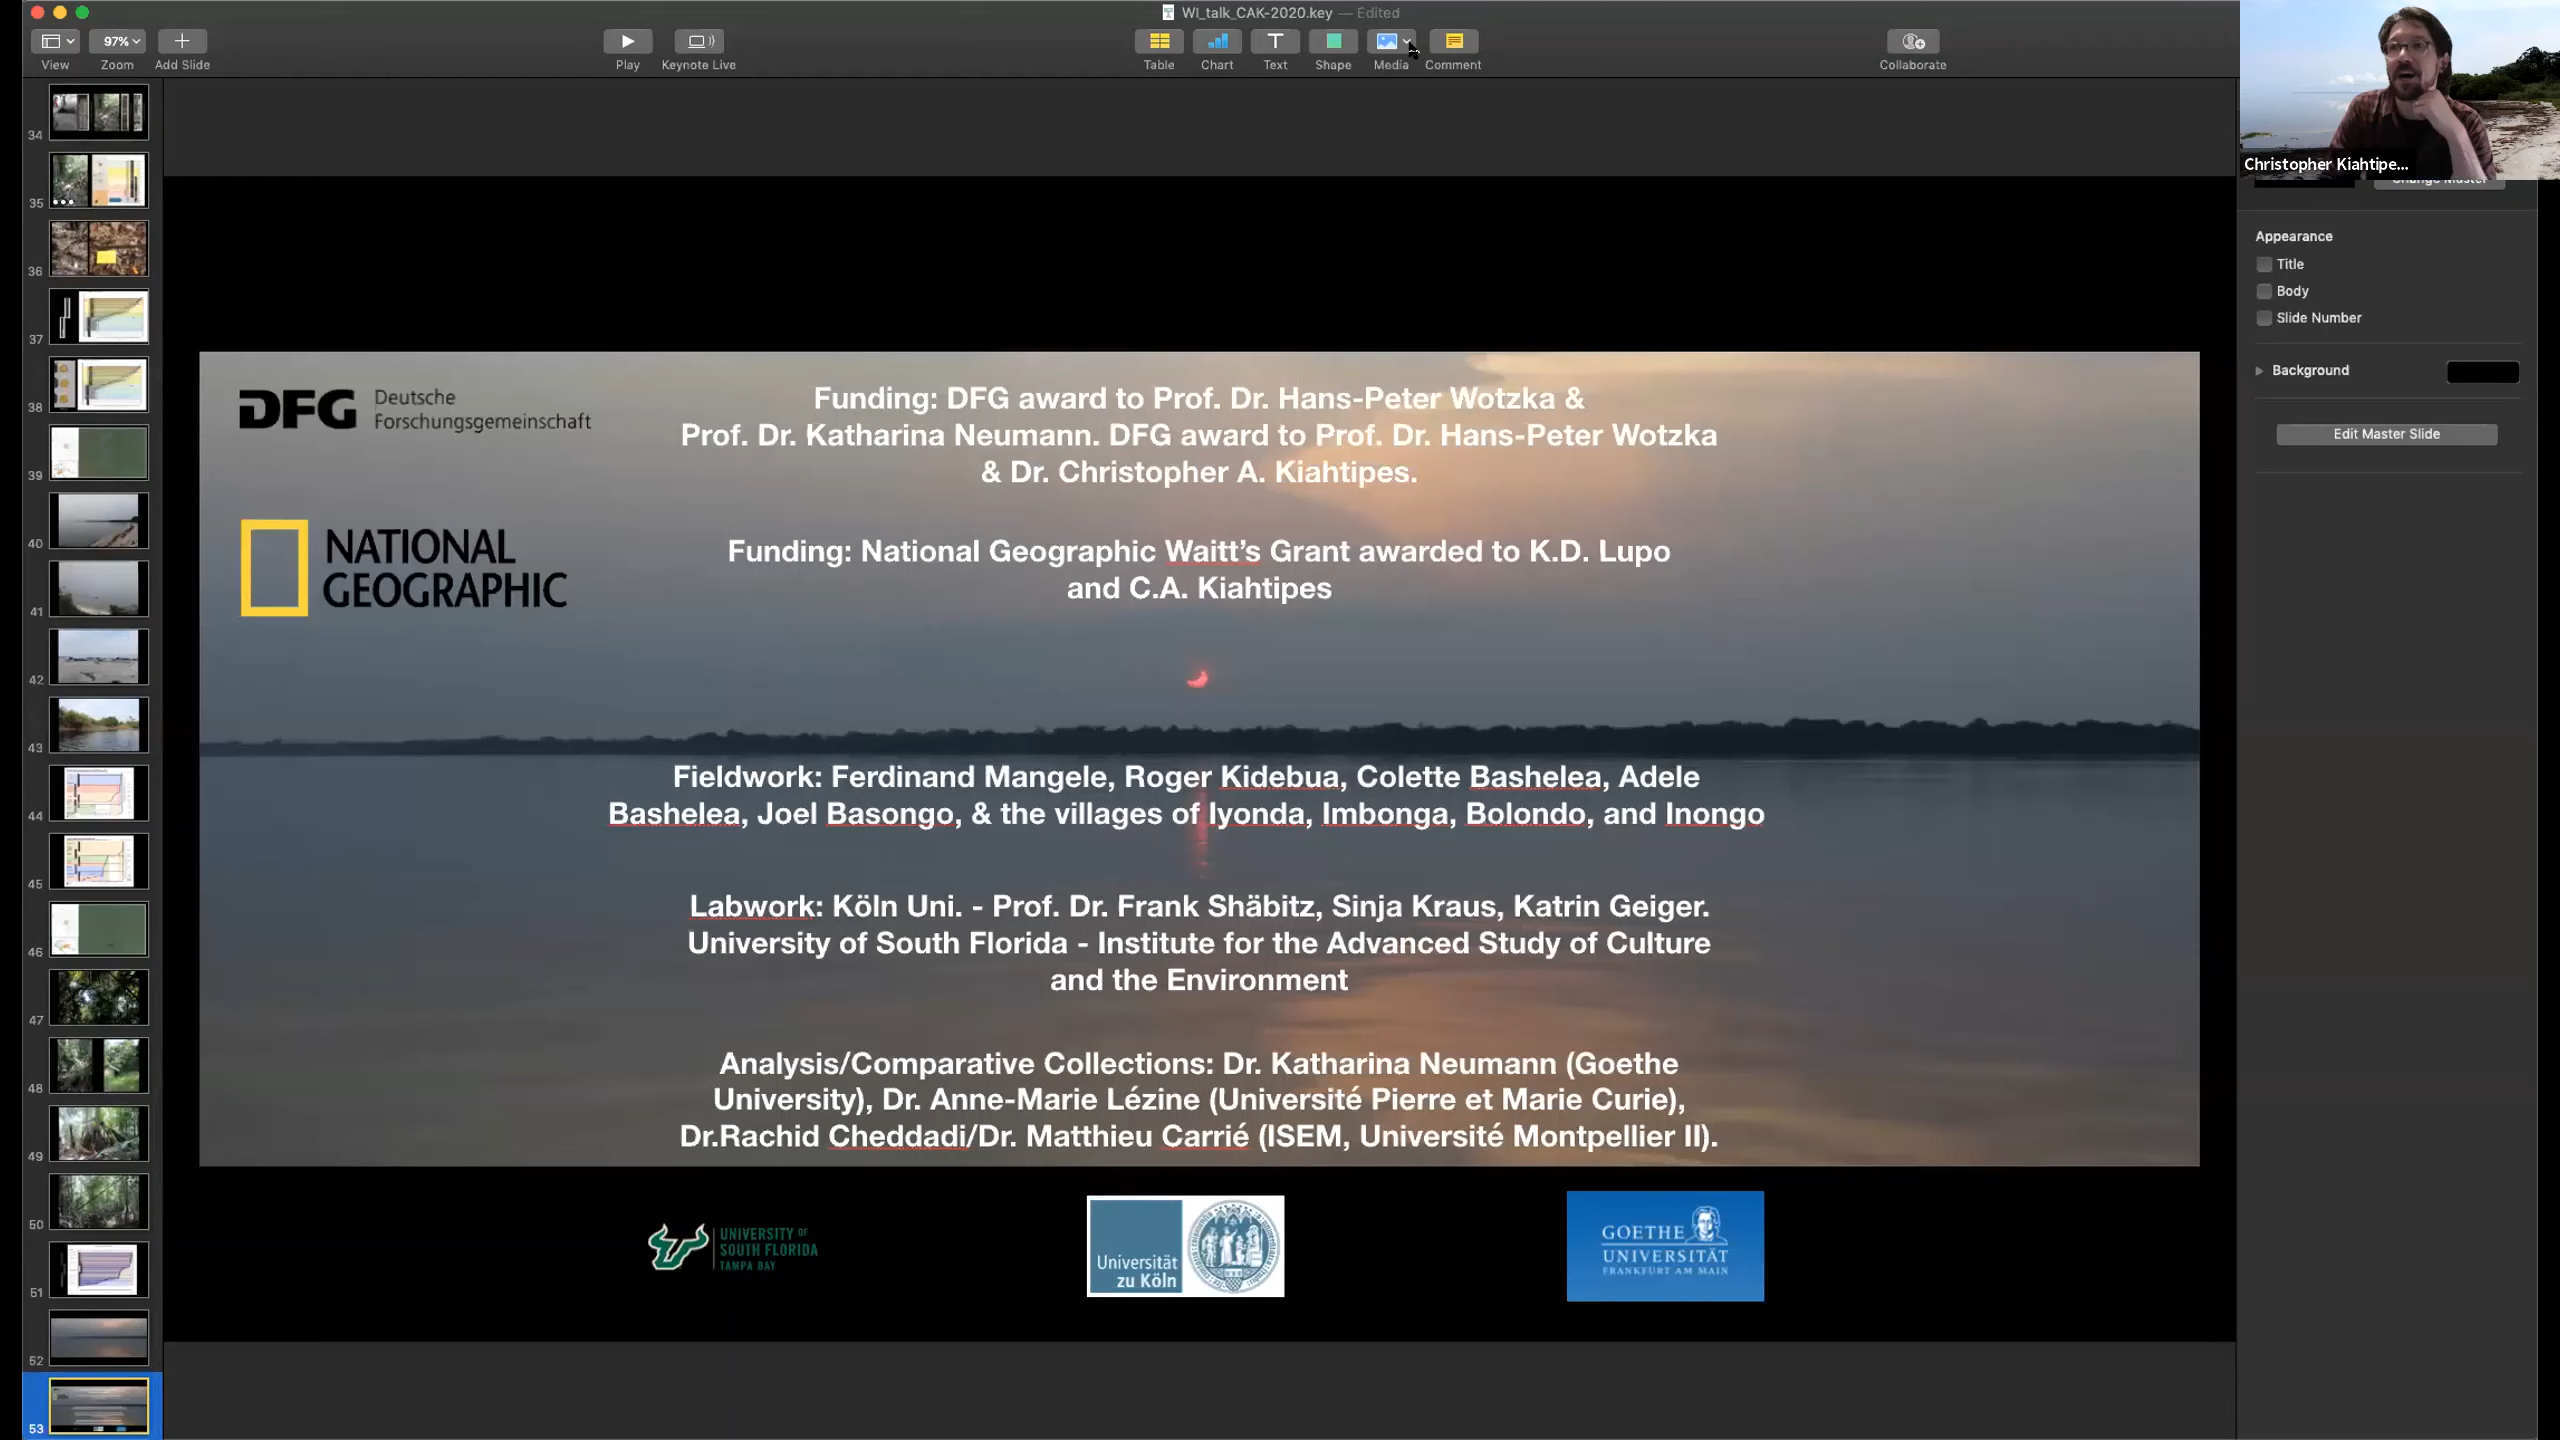 WI_talk_CAK-2020.key — Edited
97%
View
Zoom
Add Slide
Play
Keynote Live
Table
Chart
Text
Shape
Media
Comment
Collaborate
Christopher Kiahtipe...
Change Master
Appearance
Title
Body
Slide Number
Background
Edit Master Slide
34
35
36
37
38
39
40
41
42
43
44
45
46
47
48
49
50
51
52
53
DFG Deutsche
Forschungsgemeinschaft
Funding: DFG award to Prof. Dr. Hans-Peter Wotzka &
Prof. Dr. Katharina Neumann. DFG award to Prof. Dr. Hans-Peter Wotzka
& Dr. Christopher A. Kiahtipes.
NATIONAL
GEOGRAPHIC
Funding: National Geographic Waitt’s Grant awarded to K.D. Lupo
and C.A. Kiahtipes
Fieldwork: Ferdinand Mangele, Roger Kidebua, Colette Bashelea, Adele
Bashelea, Joel Basongo, & the villages of Iyonda, Imbonga, Bolondo, and Inongo
Labwork: Köln Uni. - Prof. Dr. Frank Shäbitz, Sinja Kraus, Katrin Geiger.
University of South Florida - Institute for the Advanced Study of Culture
and the Environment
Analysis/Comparative Collections: Dr. Katharina Neumann (Goethe
University), Dr. Anne-Marie Lézine (Université Pierre et Marie Curie),
Dr.Rachid Cheddadi/Dr. Matthieu Carrié (ISEM, Université Montpellier II).
UNIVERSITY OF
SOUTH FLORIDA
TAMPA BAY
Universität
zu Köln
GOETHE
UNIVERSITÄT
FRANKFURT AM MAIN